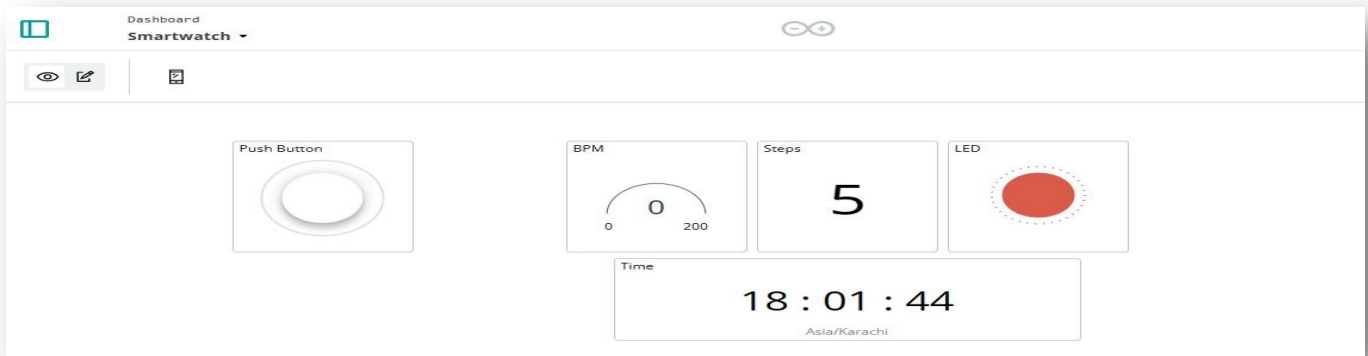 Dashboard
Smartwatch
Push Button
BPM
0
0 200
Steps
5
LED
Time
18 : 01 : 44
Asia/Karachi